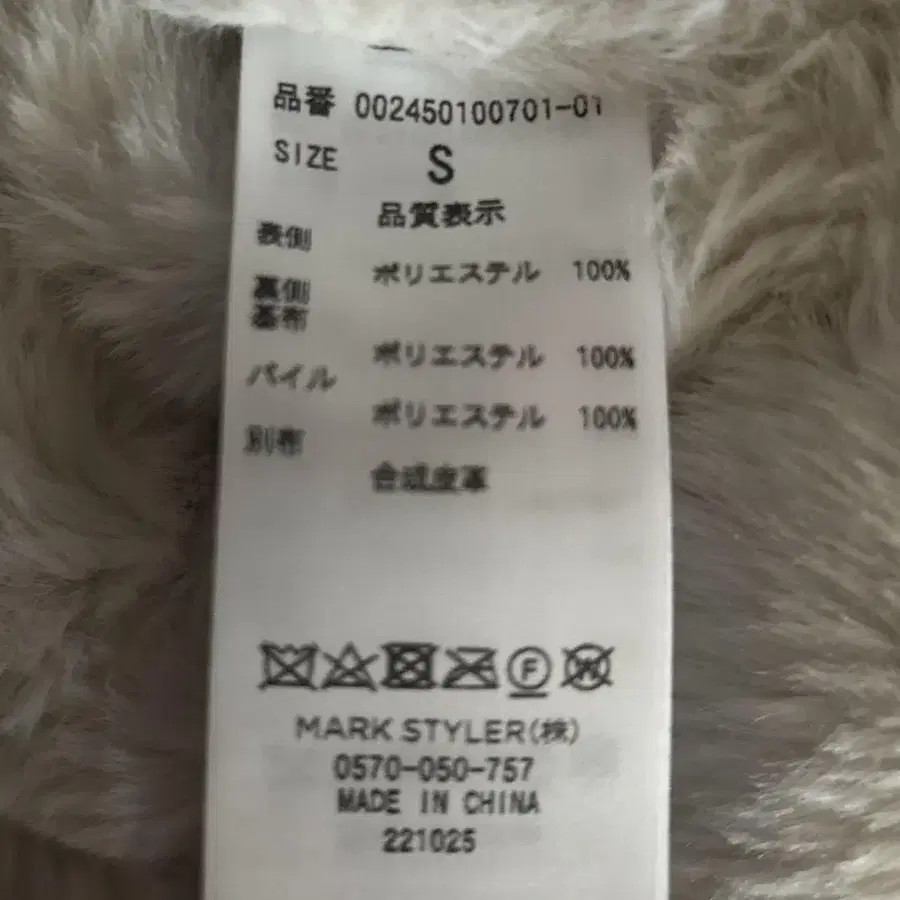 品番 002450100701-01
SIZE S
品質表示
表側
ポリエステル 100%
裏側
基布
ポリエステル 100%
パイル
ポリエステル 100%
別布
合成皮革
F
W
MARK STYLER(株)
0570-050-757
MADE IN CHINA
221025